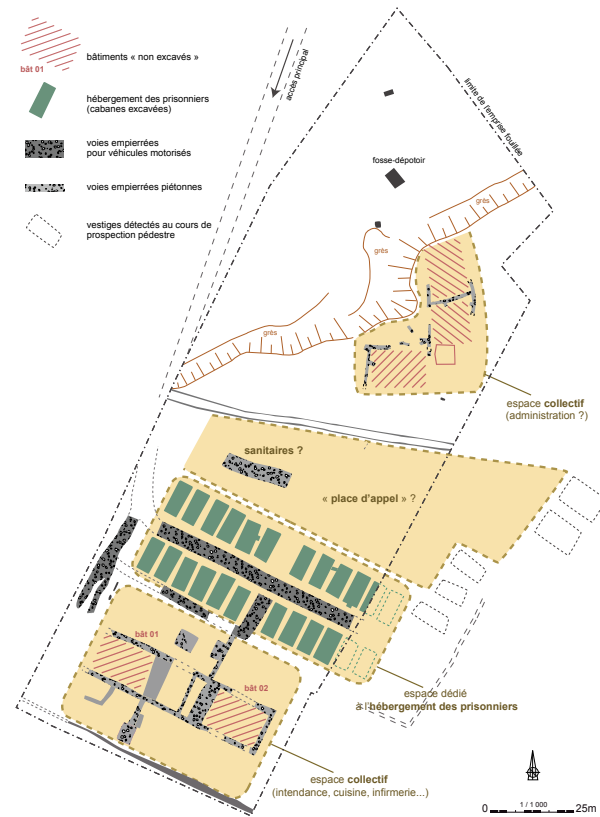 bât 01
bâtiments « non excavés »
hébergement des prisonniers
(cabanes excavées)
voies empierrées
pour véhicules motorisés
voies empierrées piétonnes
vestiges détectés au cours de
prospection pédestre
accès principal
limite de l'emprise fouillée
fosse-dépotoir
grès
grès
grès
espace collectif
(administration ?)
sanitaires ?
« place d'appel » ?
bât 01
bât 02
espace dédié
à l'hébergement des prisonniers
espace collectif
(intendance, cuisine, infirmerie...)
1 / 1 000
0 25m